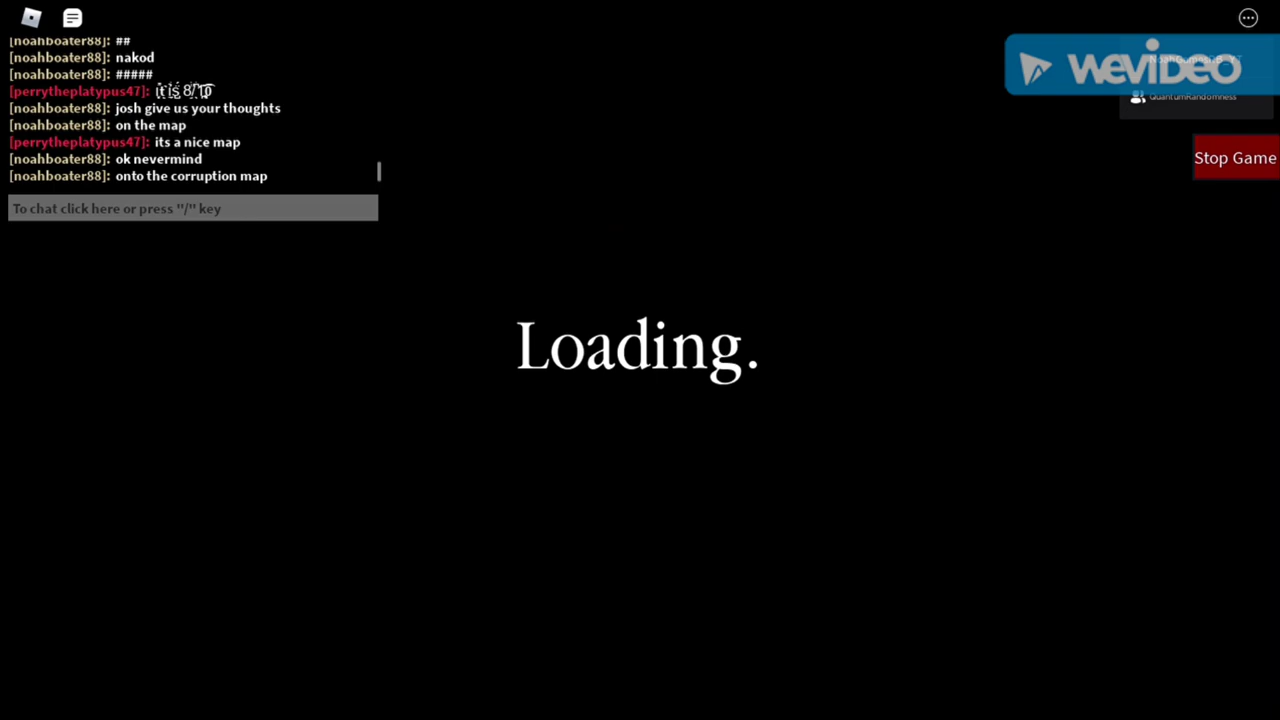 [noahboater88]: ##
[noahboater88]: nakod
[noahboater88]: #####
[perrytheplatypus47]: it is 8/10
[noahboater88]: josh give us your thoughts
[noahboater88]: on the map
[perrytheplatypus47]: its a nice map
[noahboater88]: ok nevermind
[noahboater88]: onto the corruption map
To chat click here or press "/" key
WEVIDEO
QuantumRandomness
Stop Game
Loading.